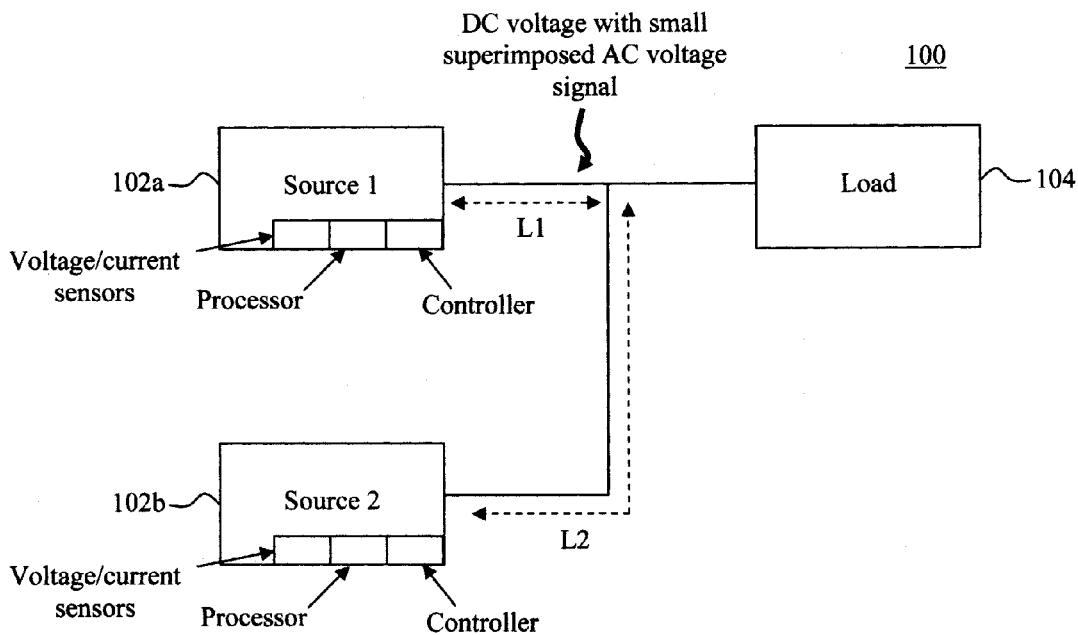 DC voltage with small
superimposed AC voltage
signal
100
102a
Source 1
Load
104
L1
Voltage/current
sensors
Processor
Controller
102b
Source 2
L2
Voltage/current
sensors
Processor
Controller